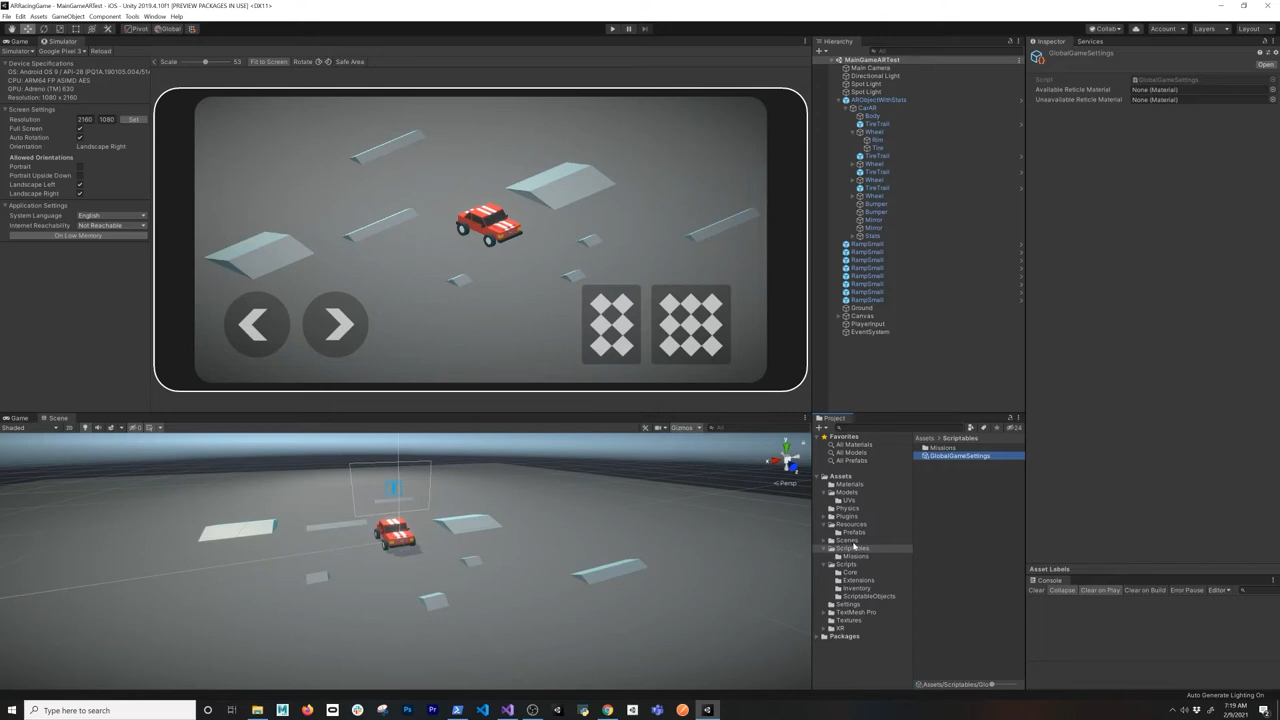 ARRacingGame - MainGameARTest - iOS - Unity 2019.4.10f1 [PREVIEW PACKAGES IN USE] <DX11>
File Edit Assets GameObject Component Tools Window Help
Pivot Global
Collab Account Layers Layout
Game Simulator
Simulator Google Pixel 3 Reload
Scale 53 Fit to Screen Rotate Safe Area
Device Specifications
OS: Android OS 9 / API-28 (PQ1A.190105.004/51
CPU: ARM64 FP ASIMD AES
GPU: Adreno (TM) 630
Resolution: 1080 x 2160
Screen Settings
Resolution 2160 1080 Set
Full Screen
Auto Rotation
Orientation Landscape Right
Allowed Orientations
Portrait
Portrait Upside Down
Landscape Left
Landscape Right
Application Settings
System Language English
Internet Reachability Not Reachable
On Low Memory
Game Scene
Shaded 2D Gizmos All
y
x
z
Persp
Hierarchy
All
MainGameARTest
Main Camera
Directional Light
Spot Light
Spot Light
ARObjectWithStats
CarAR
Body
TireTrail
Wheel
Rim
Tire
TireTrail
Wheel
TireTrail
Wheel
TireTrail
Wheel
Bumper
Bumper
Mirror
Mirror
Stats
RampSmall
RampSmall
RampSmall
RampSmall
RampSmall
RampSmall
RampSmall
RampSmall
Ground
Canvas
PlayerInput
EventSystem
Project
24
Favorites
All Materials
All Models
All Prefabs
Assets
Materials
Models
UVs
Physics
Plugins
Resources
Prefabs
Scenes
Scriptables
Missions
Scripts
Core
Extensions
Inventory
ScriptableObjects
Settings
TextMesh Pro
Textures
XR
Packages
Assets > Scriptables
Missions
GlobalGameSettings
Assets/Scriptables/Glo
Inspector Services
GlobalGameSettings
Open
Script GlobalGameSettings
Available Reticle Material None (Material)
Unavailable Reticle Material None (Material)
Asset Labels
Console
Clear Collapse Clear on Play Clear on Build Error Pause Editor
Auto Generate Lighting On
Type here to search
7:19 AM
2/9/2021